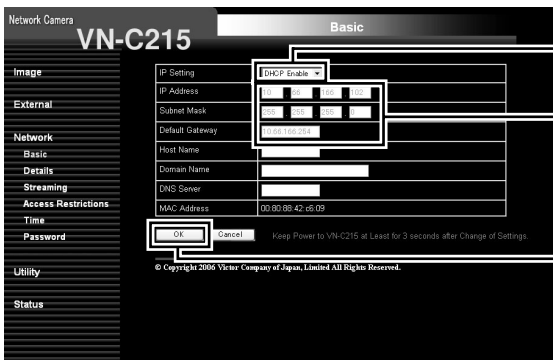 Network Camera
VN-C215
Basic
Image
External
Network
Basic
Details
Streaming
Access Restrictions
Time
Password
Utility
Status
IP Setting DHCP Enable
IP Address 10 . 66 . 166 . 102
Subnet Mask 255 . 255 . 255 . 0
Default Gateway 10.66.166.254
Host Name
Domain Name
DNS Server
MAC Address 00:80:88:42:c6:09
OK Cancel Keep Power to VN-C215 at Least for 3 seconds after Change of Settings.
© Copyright 2006 Victor Company of Japan, Limited All Rights Reserved.